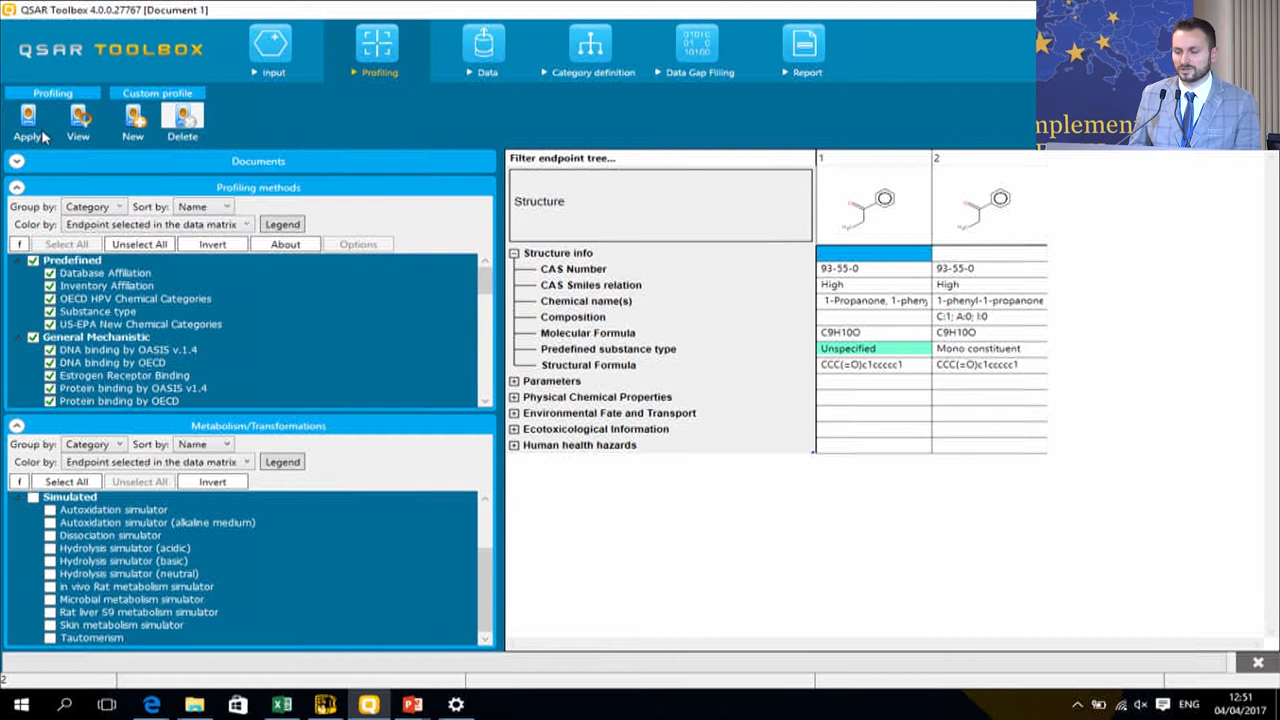 QSAR Toolbox 4.0.0.27767 [Document 1]
QSAR TOOLBOX
Input
Profiling
Data
Category definition
Data Gap Filling
Report
Profiling
Custom profile
Apply
View
New
Delete
mplemen
Documents
Profiling methods
Group by: Category Sort by: Name
Color by: Endpoint selected in the data matrix Legend
f Select All Unselect All Invert About Options
Predefined
Database Affiliation
Inventory Affiliation
OECD HPV Chemical Categories
Substance type
US-EPA New Chemical Categories
General Mechanistic
DNA binding by OASIS v.1.4
DNA binding by OECD
Estrogen Receptor Binding
Protein binding by OASIS v1.4
Protein binding by OECD
Metabolism/Transformations
Group by: Category Sort by: Name
Color by: Endpoint selected in the data matrix Legend
f Select All Unselect All Invert
Simulated
Autoxidation simulator
Autoxidation simulator (alkaline medium)
Dissociation simulator
Hydrolysis simulator (acidic)
Hydrolysis simulator (basic)
Hydrolysis simulator (neutral)
in vivo Rat metabolism simulator
Microbial metabolism simulator
Rat liver S9 metabolism simulator
Skin metabolism simulator
Tautomerism
Filter endpoint tree... 1 2
Structure
Structure info
CAS Number 93-55-0 93-55-0
CAS Smiles relation High High
Chemical name(s) 1-Propanone, 1-pheny 1-phenyl-1-propanone
Composition C:1; A:0; I:0
Molecular Formula C9H10O C9H10O
Predefined substance type Unspecified Mono constituent
Structural Formula CCC(=O)c1ccccc1 CCC(=O)c1ccccc1
Parameters
Physical Chemical Properties
Environmental Fate and Transport
Ecotoxicological Information
Human health hazards
2
ENG
12:51
04/04/2017